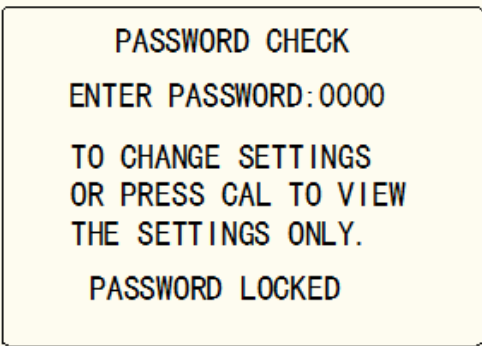 PASSWORD CHECK
ENTER PASSWORD:0000
TO CHANGE SETTINGS
OR PRESS CAL TO VIEW
THE SETTINGS ONLY.
PASSWORD LOCKED